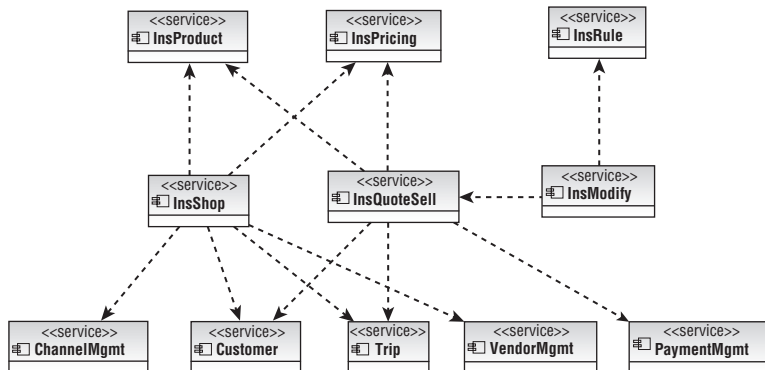 <<service>>
InsProduct
<<service>>
InsPricing
<<service>>
InsRule
<<service>>
InsShop
<<service>>
InsQuoteSell
<<service>>
InsModify
<<service>>
ChannelMgmt
<<service>>
Customer
<<service>>
Trip
<<service>>
VendorMgmt
<<service>>
PaymentMgmt